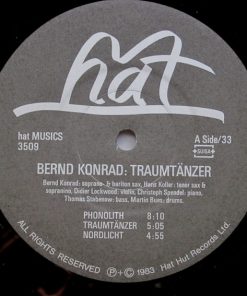 hat
hat MUSICS
3509
A Side/33
SUISA
BERND KONRAD: TRAUMTÄNZER
Bernd Konrad: soprano- & bariton sax, Hans Koller: tenor sax &
sopranino, Didier Lockwood: violin, Christoph Spendel: piano,
Thomas Stabenow: bass, Martin Bues: drums.
PHONOLITH 8:10
TRAUMTÄNZER 5:05
NORDLICHT 4:55
ALL RIGHTS RESERVED Ⓟ+© 1983 Hat Hut Records Ltd.